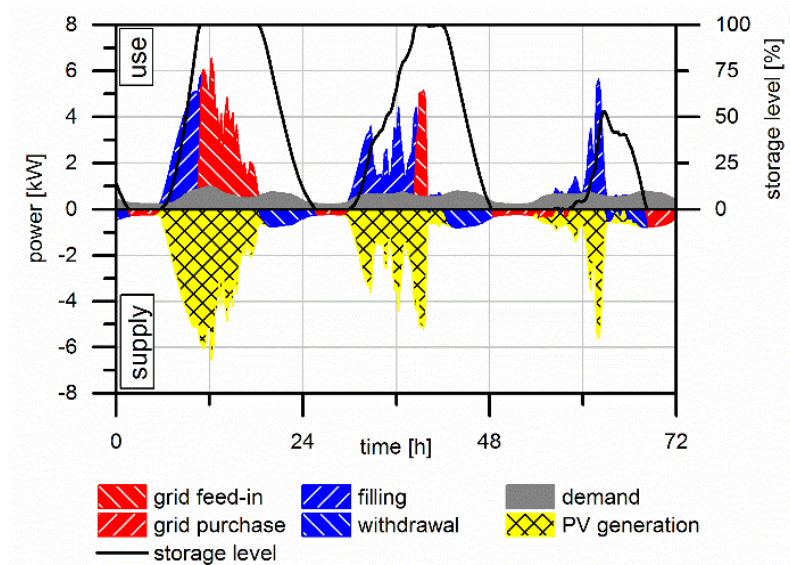 use
supply
power [kW]
8
6
4
2
0
-2
-4
-6
-8
100
75
50
25
0
storage level [%]
0
24
48
72
time [h]
grid feed-in
filling
demand
grid purchase
withdrawal
PV generation
storage level